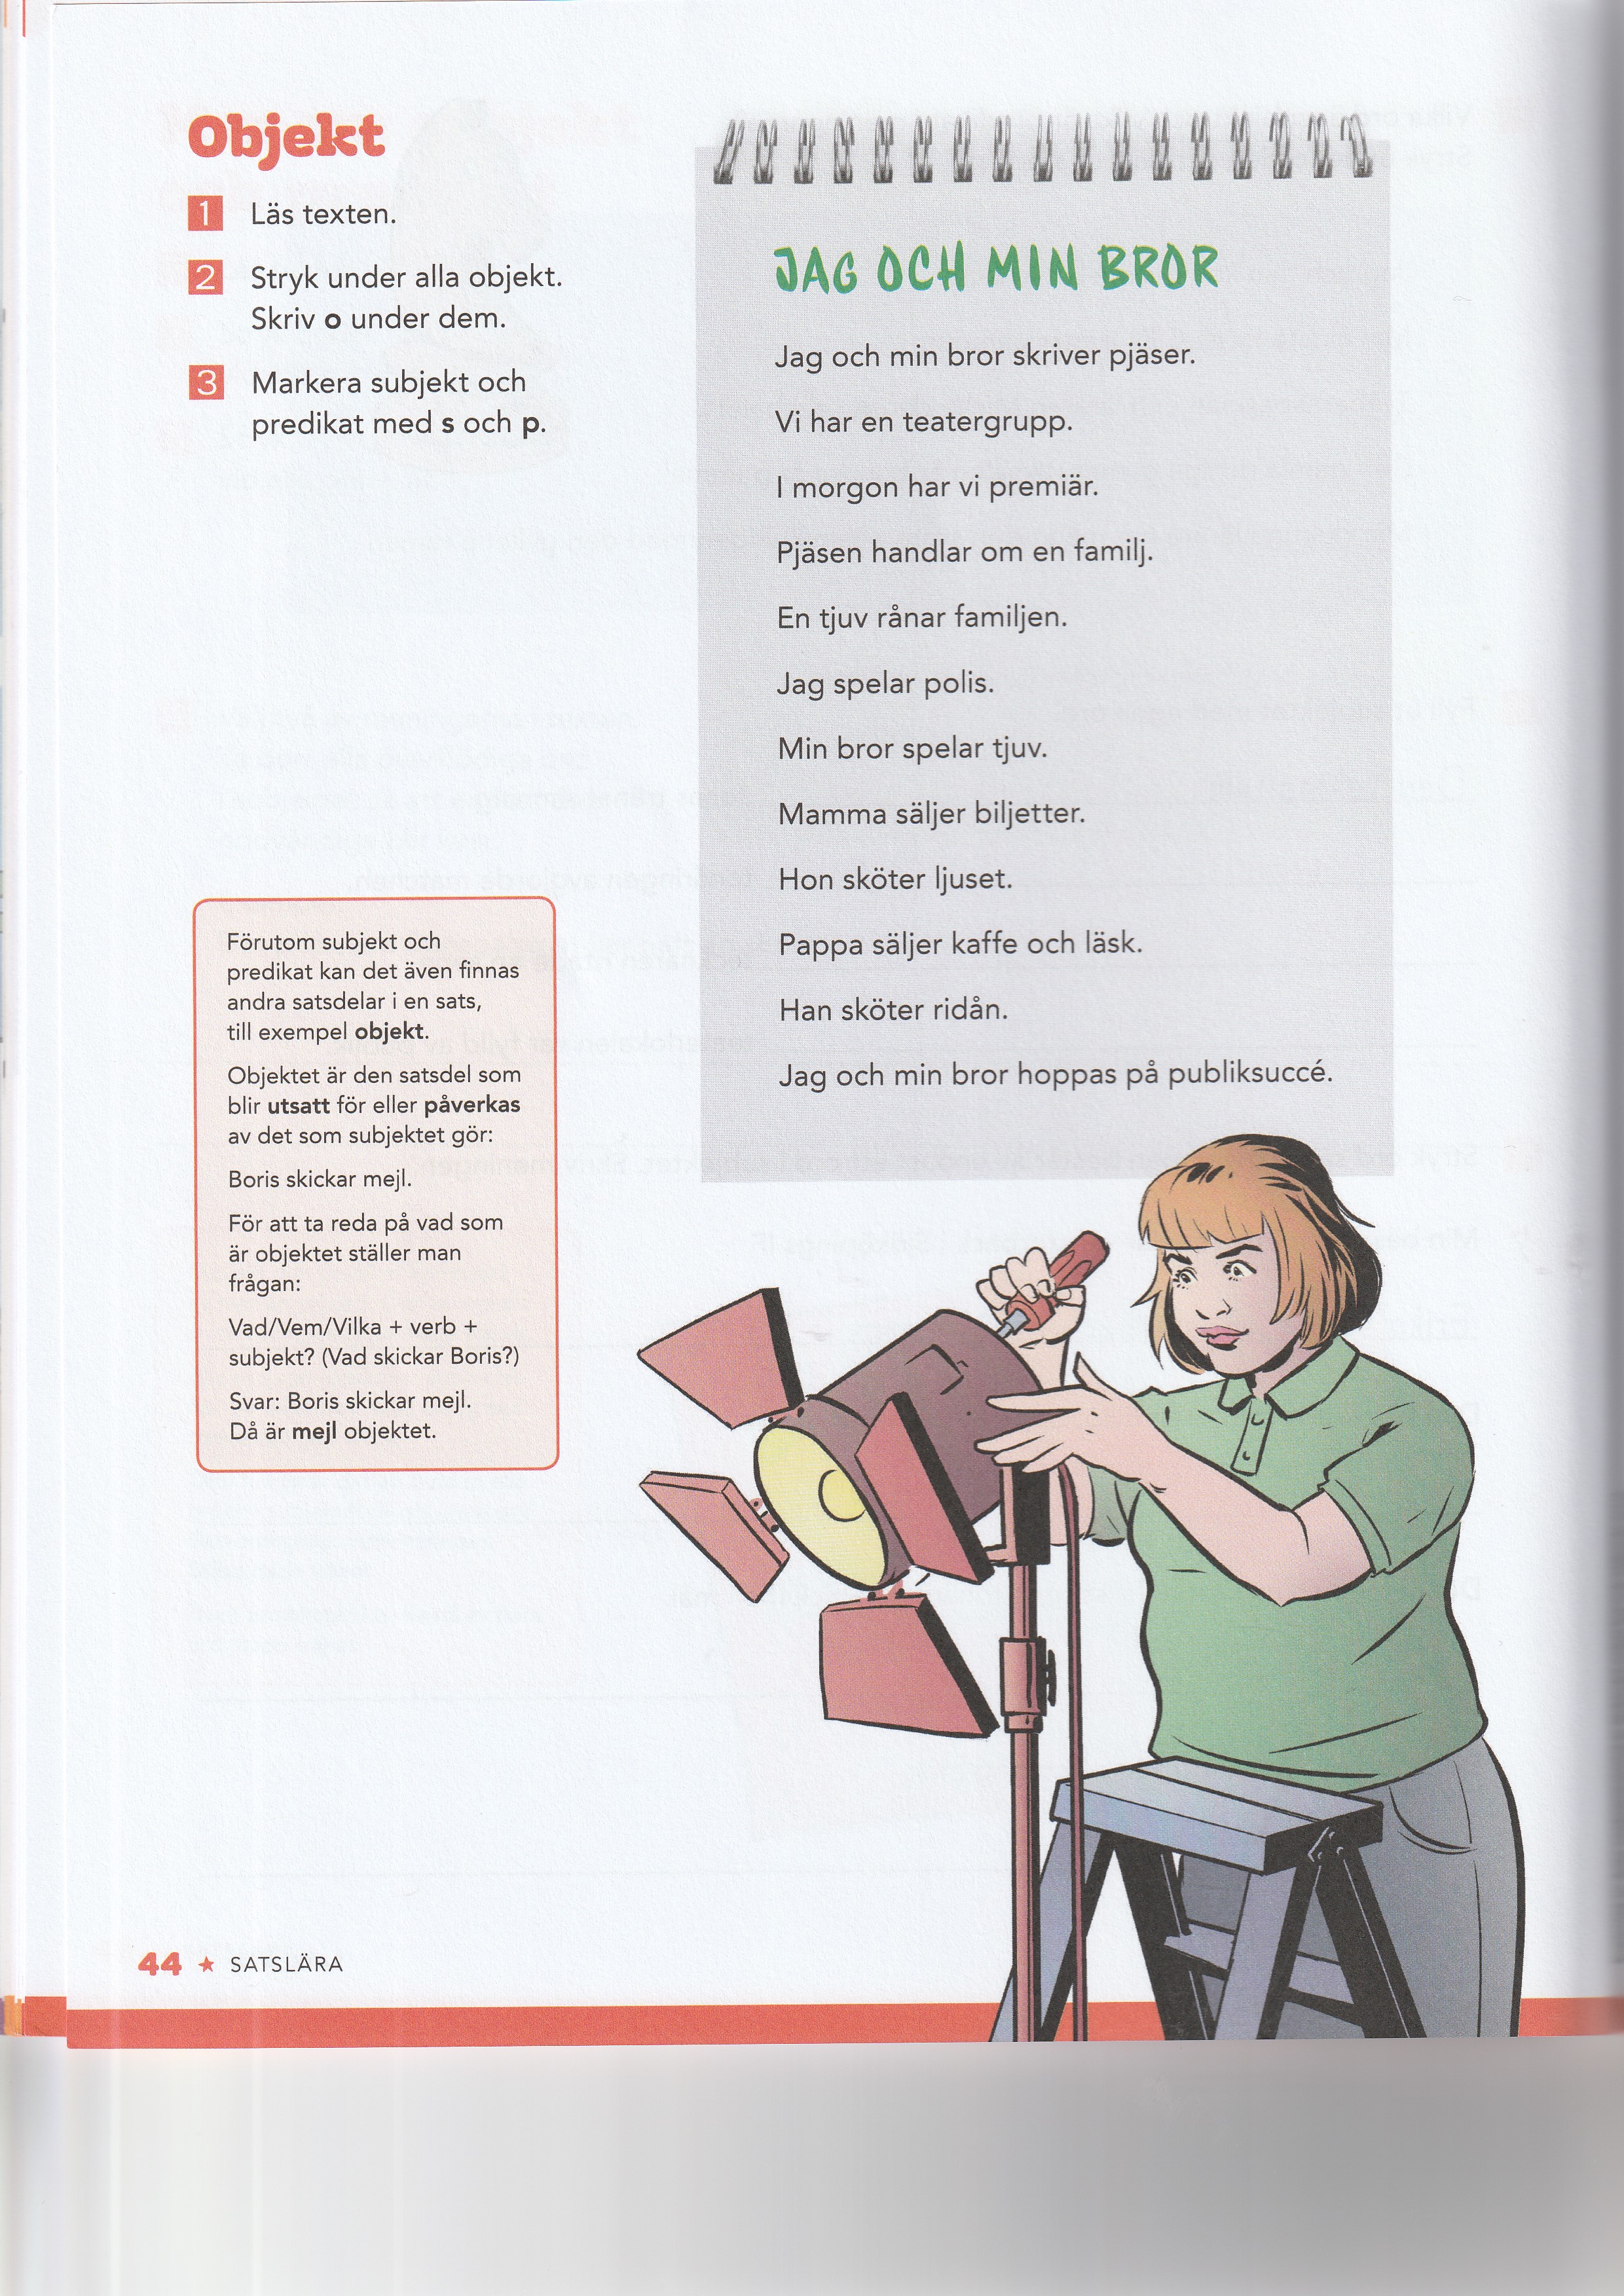 Objekt
1 Läs texten.
2 Stryk under alla objekt.
Skriv o under dem.
3 Markera subjekt och
predikat med s och p.
JAG OCH MIN BROR
Jag och min bror skriver pjäser.
Vi har en teatergrupp.
I morgon har vi premiär.
Pjäsen handlar om en familj.
En tjuv rånar familjen.
Jag spelar polis.
Min bror spelar tjuv.
Mamma säljer biljetter.
Hon sköter ljuset.
Pappa säljer kaffe och läsk.
Han sköter ridån.
Jag och min bror hoppas på publiksuccé.
Förutom subjekt och
predikat kan det även finnas
andra satsdelar i en sats,
till exempel objekt.
Objektet är den satsdel som
blir utsatt för eller påverkas
av det som subjektet gör:
Boris skickar mejl.
För att ta reda på vad som
är objektet ställer man
frågan:
Vad/Vem/Vilka + verb +
subjekt? (Vad skickar Boris?)
Svar: Boris skickar mejl.
Då är mejl objektet.
44 ★ SATSLÄRA